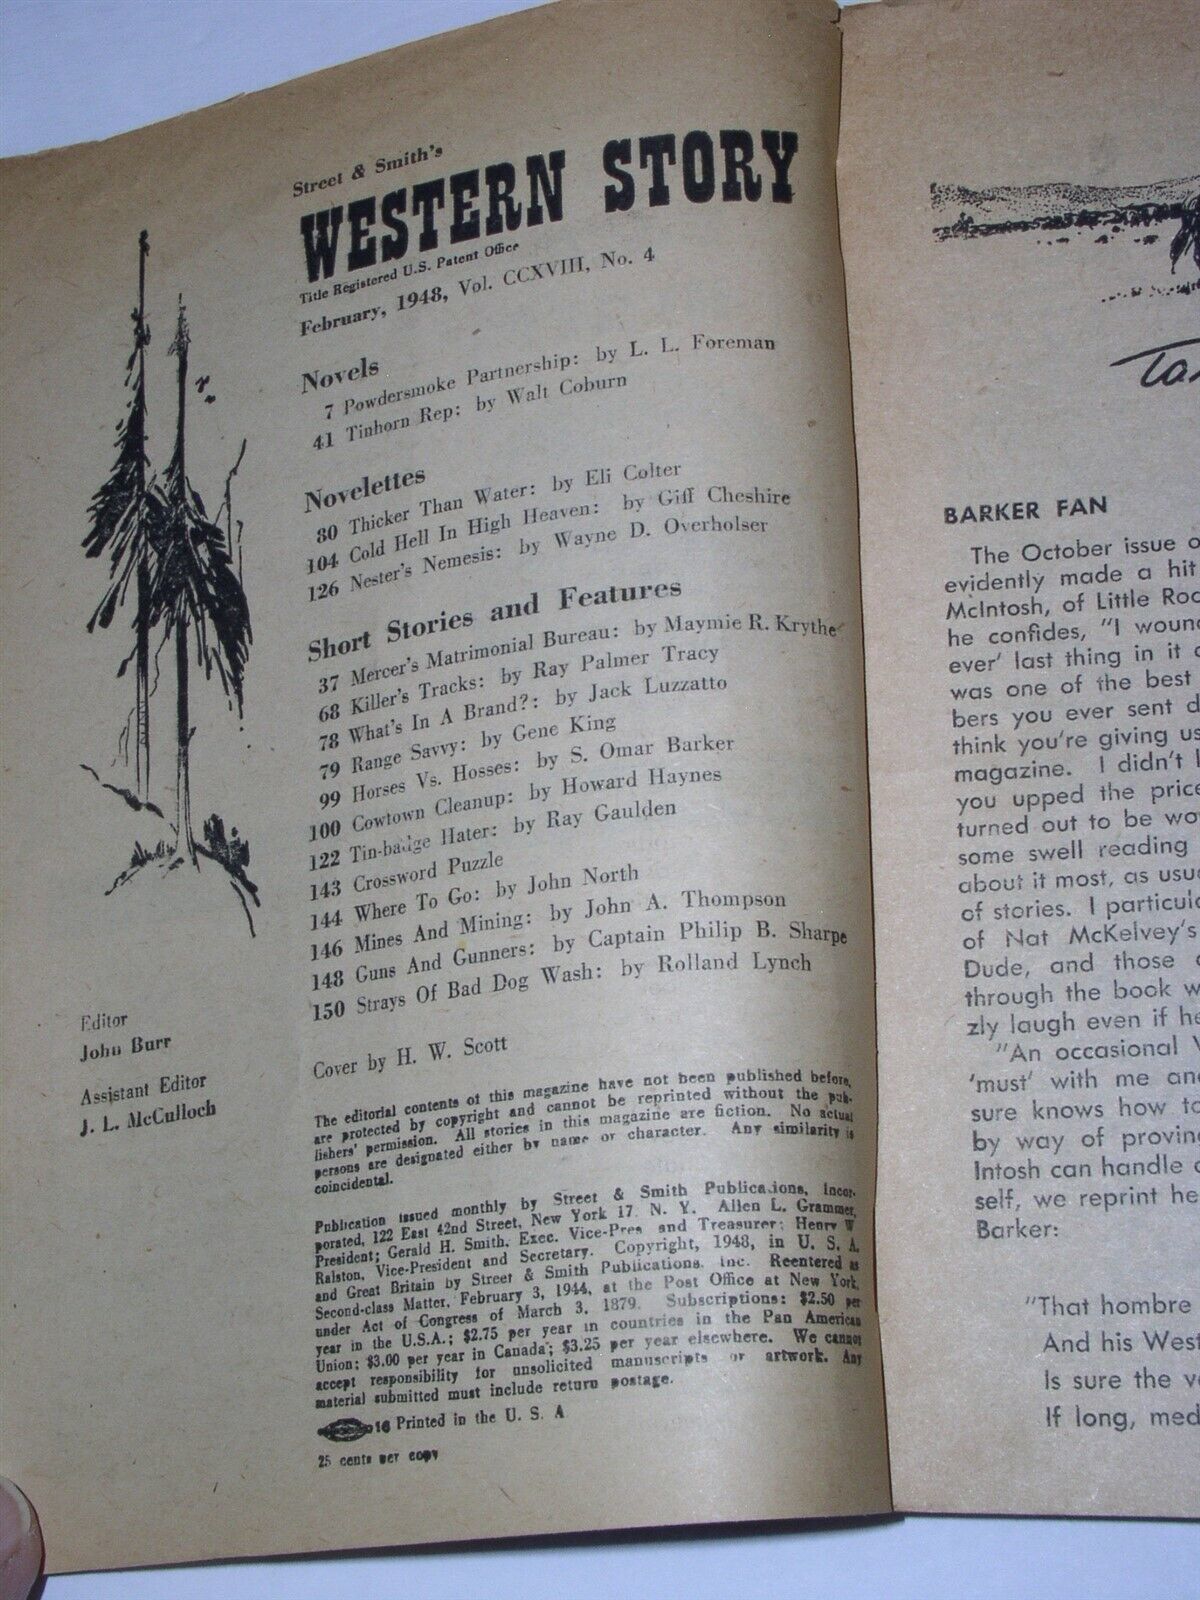 Street & Smith's
WESTERN STORY
Title Registered U.S. Patent Office
February, 1948, Vol. CCXVIII, No. 4
Novels
7 Powdersmoke Partnership: by L. L. Foreman
41 Tinhorn Rep: by Walt Coburn
Novelettes
80 Thicker Than Water: by Eli Colter
104 Cold Hell In High Heaven: by Giff Cheshire
126 Nester's Nemesis: by Wayne D. Overholser
Short Stories and Features
37 Mercer's Matrimonial Bureau: by Maymie R. Krythe
68 Killer's Tracks: by Ray Palmer Tracy
78 What's In A Brand?: by Jack Luzzatto
79 Range Savvy: by Gene King
99 Horses Vs. Hosses: by S. Omar Barker
100 Cowtown Cleanup: by Howard Haynes
122 Tin-badge Hater: by Ray Gaulden
143 Crossword Puzzle
144 Where To Go: by John North
146 Mines And Mining: by John A. Thompson
148 Guns And Gunners: by Captain Philip B. Sharpe
150 Strays Of Bad Dog Wash: by Rolland Lynch
Editor
John Burr
Assistant Editor
J. L. McCulloch
Cover by H. W. Scott
The editorial contents of this magazine have not been published before,
are protected by copyright and cannot be reprinted without the pub-
lishers' permission. All stories in this magazine are fiction. No actual
persons are designated either by name or character. Any similarity is
coincidental.
Publication issued monthly by Street & Smith Publications, Incor-
porated, 122 East 42nd Street, New York 17, N. Y. Allen L. Grammer,
President; Gerald H. Smith, Exec. Vice-Pres and Treasurer; Henry W
Ralston, Vice-President and Secretary. Copyright, 1948, in U. S. A.
and Great Britain by Street & Smith Publications, Inc. Reentered as
Second-class Matter, February 3, 1944, at the Post Office at New York,
under Act of Congress of March 3, 1879. Subscriptions: $2.50 per
year in the U.S.A.; $2.75 per year in countries in the Pan American
Union; $3.00 per year in Canada; $3.25 per year elsewhere. We cannot
accept responsibility for unsolicited manuscripts or artwork. Any
material submitted must include return postage.
16 Printed in the U. S. A
25 cents per copy
BARKER FAN
The October issue o
evidently made a hit
McIntosh, of Little Roc
he confides, "I woun
ever' last thing in it
was one of the best
bers you ever sent d
think you're giving us
magazine. I didn't
you upped the price
turned out to be wo
some swell reading
about it most, as usu
of stories. I particul
of Nat McKelvey's
Dude, and those
through the book w
zly laugh even if he
"An occasional
'must' with me an
sure knows how to
by way of provin
Intosh can handle
self, we reprint he
Barker:
"That hombre
And his West
Is sure the v
If long, med